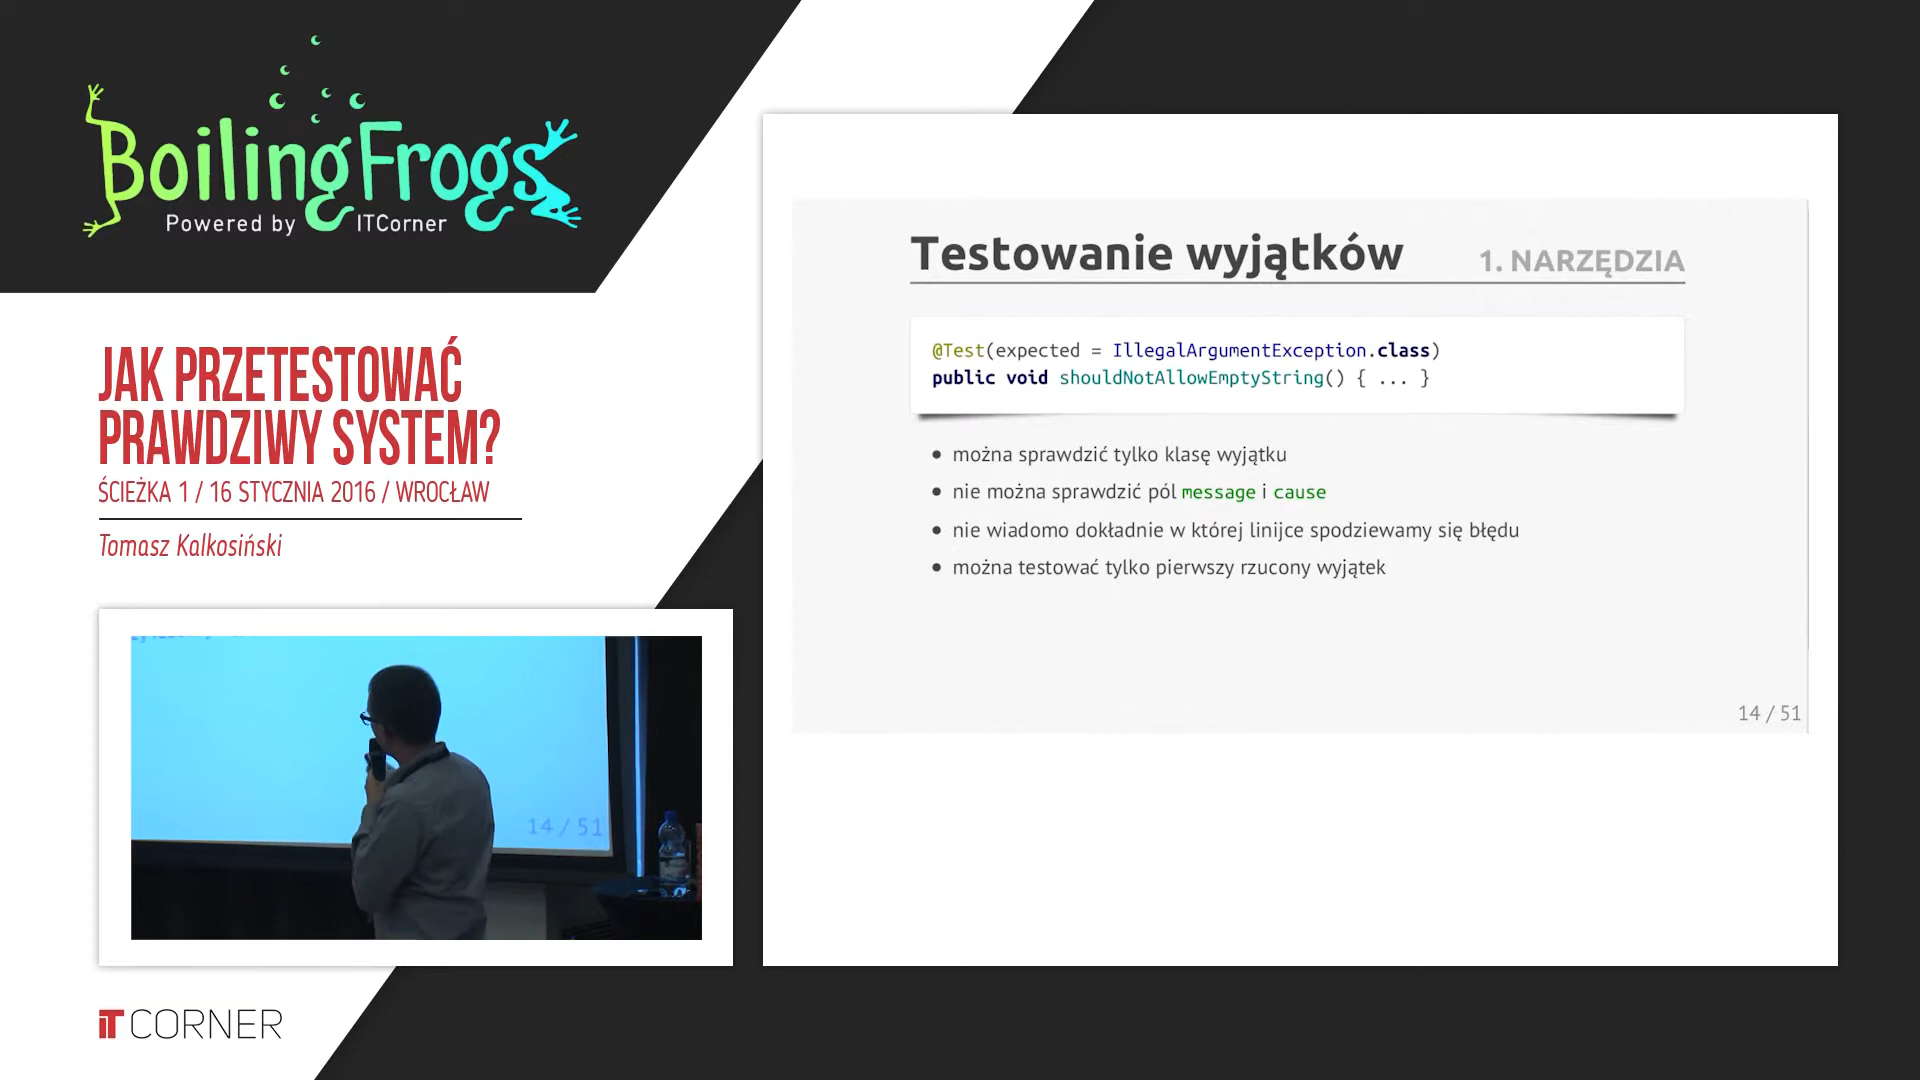 BoilingFrogs
Powered by ITCorner
JAK PRZETESTOWAĆ
PRAWDZIWY SYSTEM?
ŚCIEŻKA 1 / 16 STYCZNIA 2016 / WROCŁAW
Tomasz Kalkosiński
14 / 51
IT CORNER
Testowanie wyjątków
1. NARZĘDZIA
@Test(expected = IllegalArgumentException.class)
public void shouldNotAllowEmptyString() { ... }
• można sprawdzić tylko klasę wyjątku
• nie można sprawdzić pól message i cause
• nie wiadomo dokładnie w której linijce spodziewamy się błędu
• można testować tylko pierwszy rzucony wyjątek
14 / 51